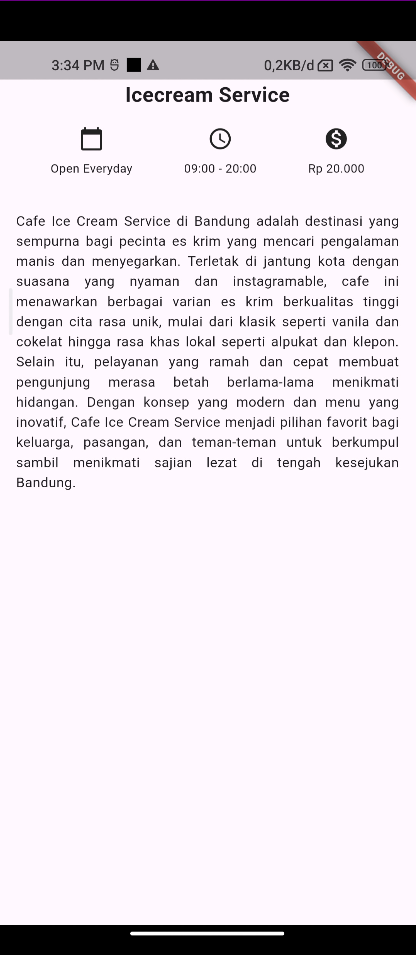 3:34 PM
0,2KB/d
100
DEBUG
Icecream Service
Open Everyday
09:00 - 20:00
Rp 20.000
Cafe Ice Cream Service di Bandung adalah destinasi yang
sempurna bagi pecinta es krim yang mencari pengalaman
manis dan menyegarkan. Terletak di jantung kota dengan
suasana yang nyaman dan instagramable, cafe ini
menawarkan berbagai varian es krim berkualitas tinggi
dengan cita rasa unik, mulai dari klasik seperti vanila dan
cokelat hingga rasa khas lokal seperti alpukat dan klepon.
Selain itu, pelayanan yang ramah dan cepat membuat
pengunjung merasa betah berlama-lama menikmati
hidangan. Dengan konsep yang modern dan menu yang
inovatif, Cafe Ice Cream Service menjadi pilihan favorit bagi
keluarga, pasangan, dan teman-teman untuk berkumpul
sambil menikmati sajian lezat di tengah kesejukan
Bandung.